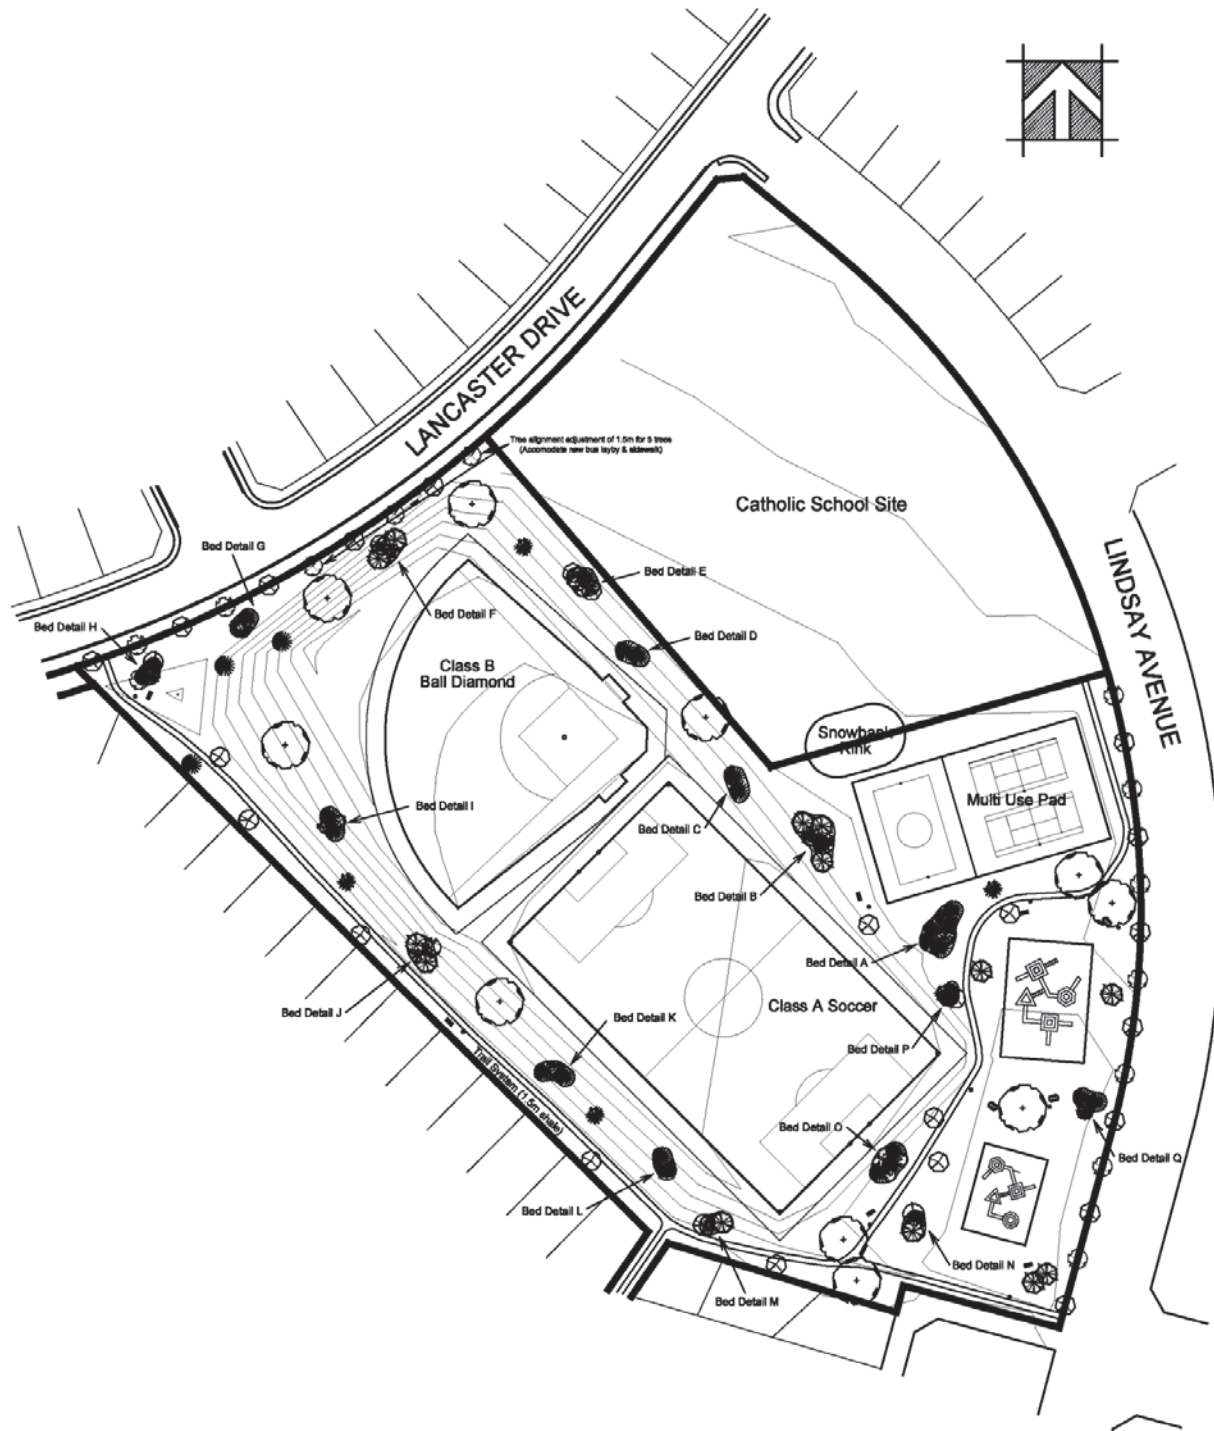 LANCASTER DRIVE
Tree alignment adjustment of 1.5m for 5 trees
(Accomodate new bus layby & sidewalk)
Catholic School Site
LINDSAY AVENUE
Bed Detail G
Bed Detail E
Bed Detail F
Bed Detail H
Bed Detail D
Class B
Ball Diamond
Snowbank
Rink
Multi Use Pad
Bed Detail I
Bed Detail C
Bed Detail B
Bed Detail A
Class A Soccer
Bed Detail J
Bed Detail K
Bed Detail P
Trail System (1.5m shale)
Bed Detail O
Bed Detail Q
Bed Detail L
Bed Detail N
Bed Detail M